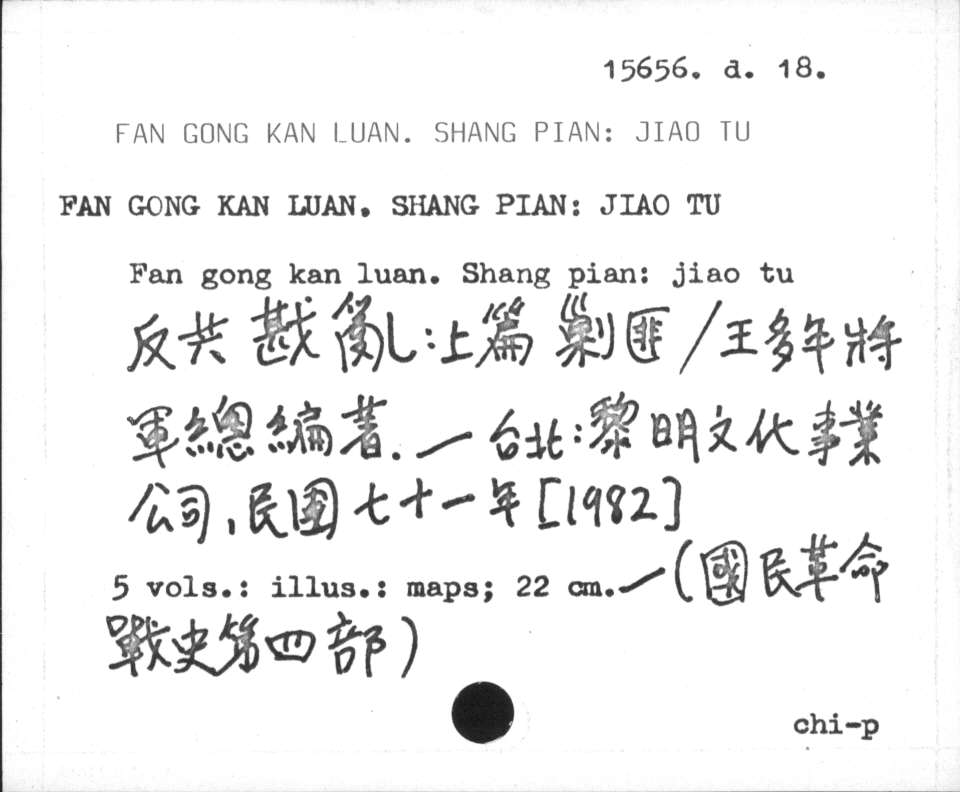 15656. d. 18.
FAN GONG KAN LUAN. SHANG PIAN: JIAO TU
FAN GONG KAN LUAN. SHANG PIAN: JIAO TU
Fan gong kan luan. Shang pian: jiao tu
反共戡亂:上篇 剿匪/王多年將
軍總編著.—台北:黎明文化事業
公司,民國七十一年[1982]
5 vols.: illus.: maps; 22 cm.—(國民革命
戰史第四部)
chi-p